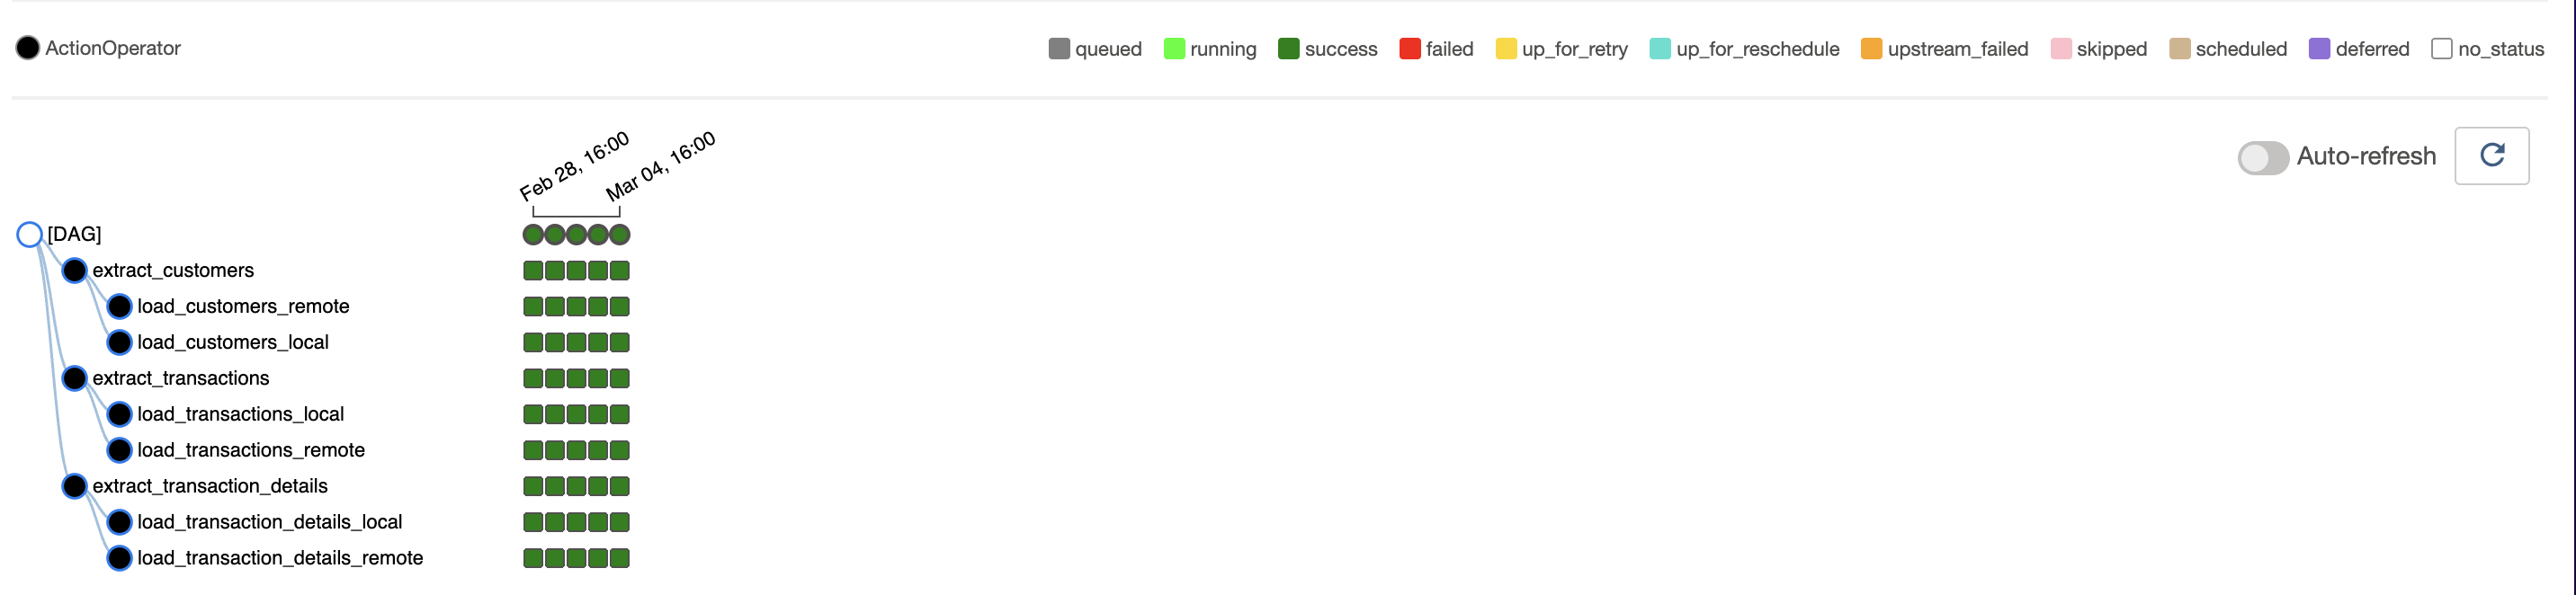 ActionOperator
queued running success failed up_for_retry up_for_reschedule upstream_failed skipped scheduled deferred no_status
Feb 28, 16:00
Mar 04, 16:00
Auto-refresh
[DAG]
extract_customers
load_customers_remote
load_customers_local
extract_transactions
load_transactions_local
load_transactions_remote
extract_transaction_details
load_transaction_details_local
load_transaction_details_remote